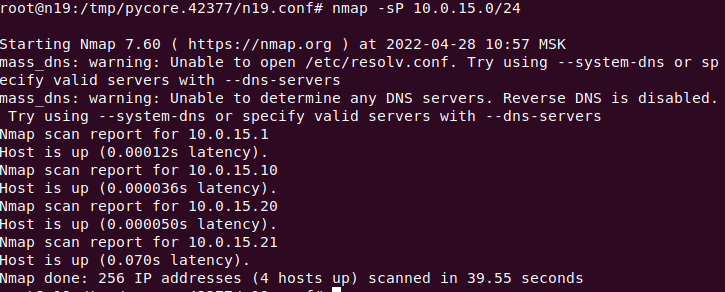 root@n19:/tmp/pycore.42377/n19.conf# nmap -sP 10.0.15.0/24
Starting Nmap 7.60 ( https://nmap.org ) at 2022-04-28 10:57 MSK
mass_dns: warning: Unable to open /etc/resolv.conf. Try using --system-dns or sp
ecify valid servers with --dns-servers
mass_dns: warning: Unable to determine any DNS servers. Reverse DNS is disabled.
 Try using --system-dns or specify valid servers with --dns-servers
Nmap scan report for 10.0.15.1
Host is up (0.00012s latency).
Nmap scan report for 10.0.15.10
Host is up (0.000036s latency).
Nmap scan report for 10.0.15.20
Host is up (0.000050s latency).
Nmap scan report for 10.0.15.21
Host is up (0.070s latency).
Nmap done: 256 IP addresses (4 hosts up) scanned in 39.55 seconds